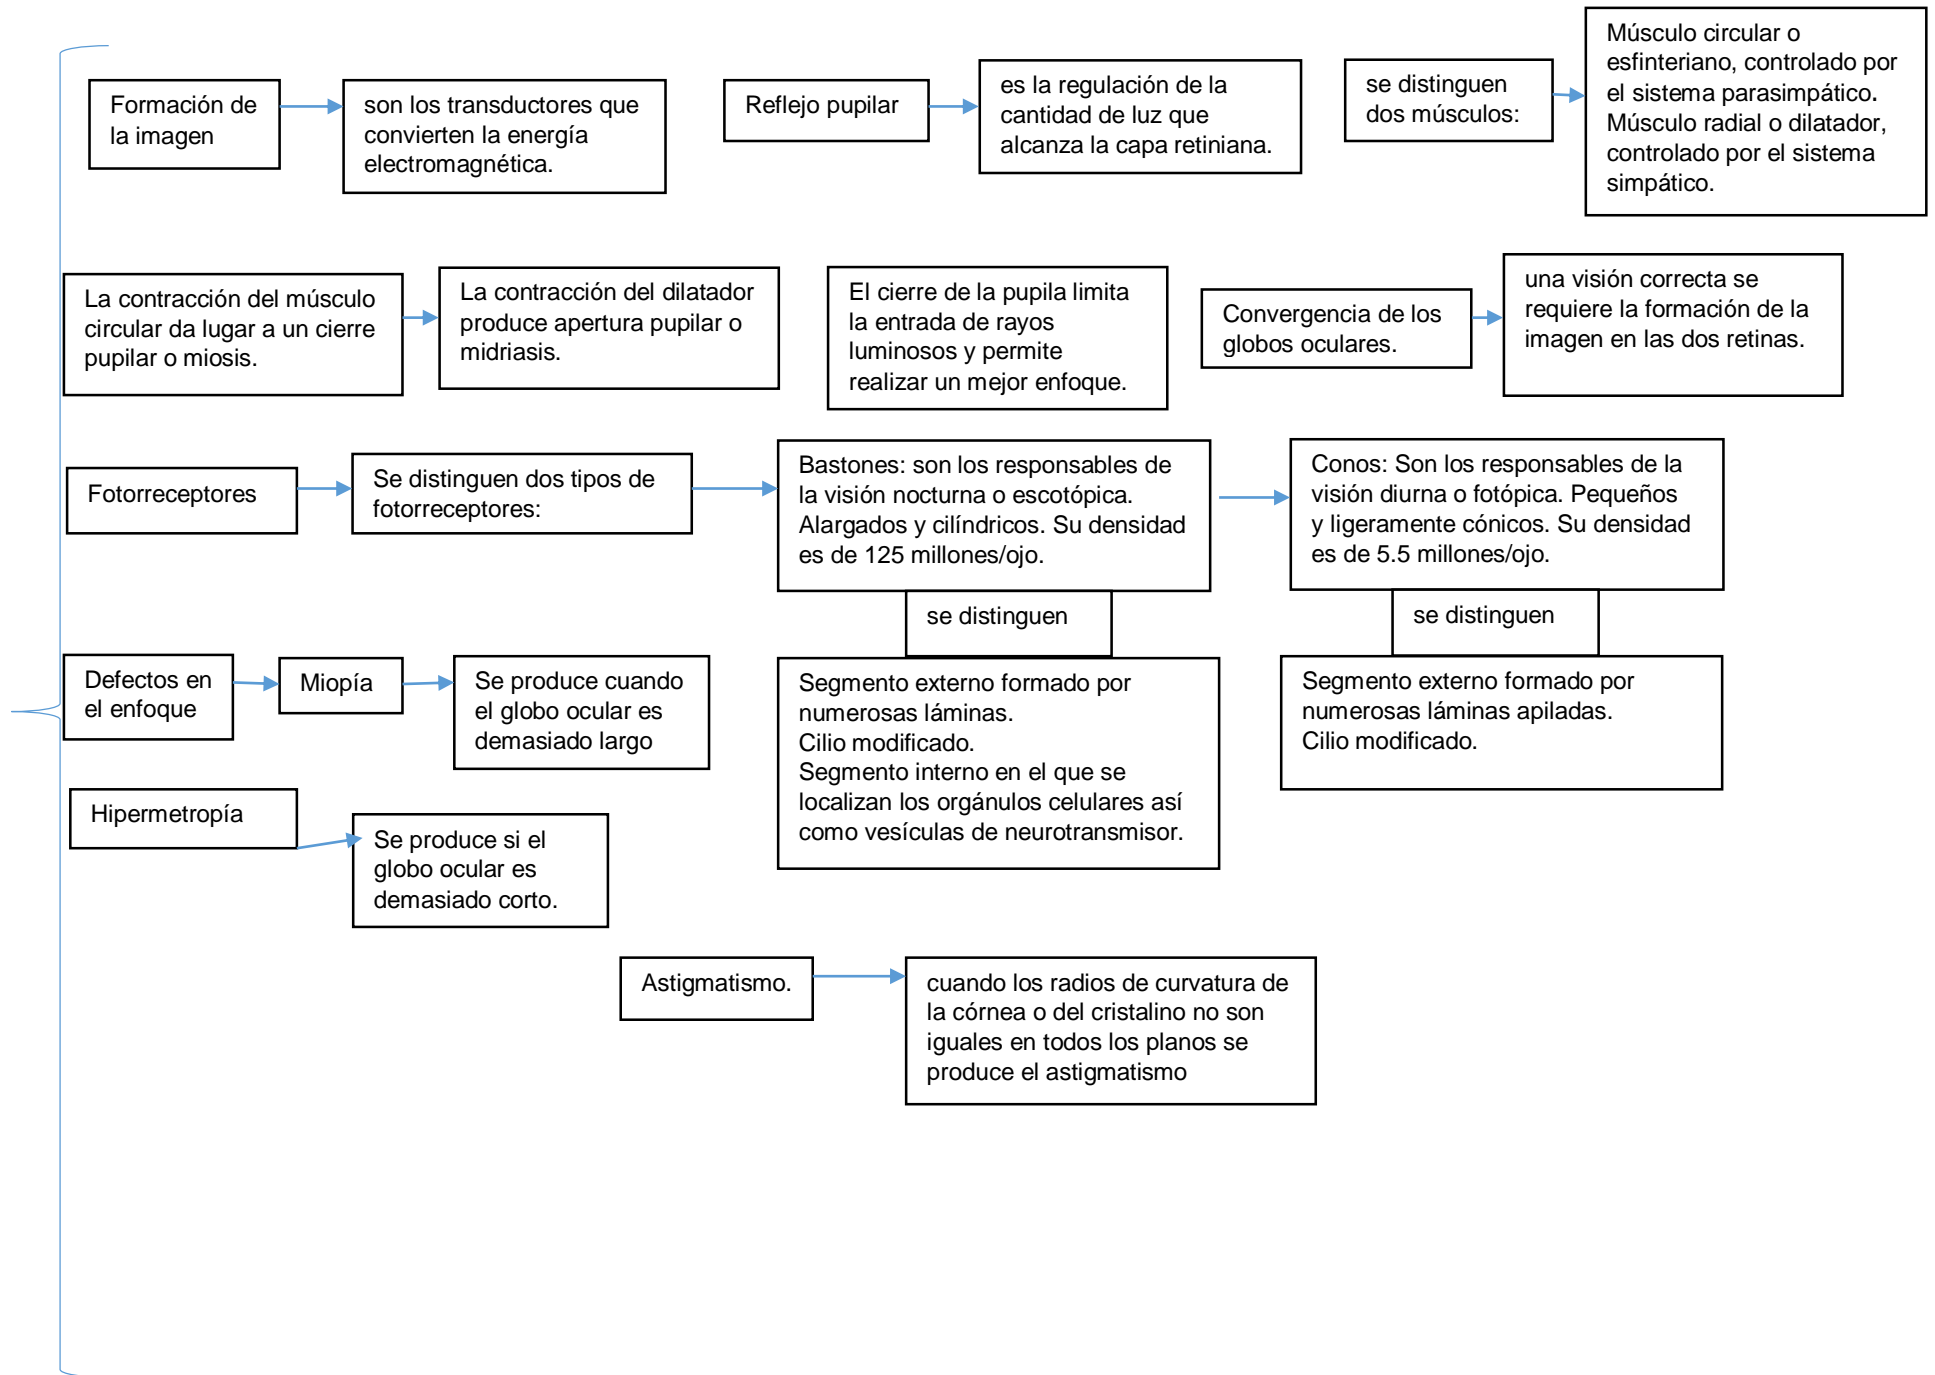 Formación de
la imagen
son los transductores que
convierten la energía
electromagnética.
Reflejo pupilar
es la regulación de la
cantidad de luz que
alcanza la capa retiniana.
se distinguen
dos músculos:
Músculo circular o
esfinteriano, controlado por
el sistema parasimpático.
Músculo radial o dilatador,
controlado por el sistema
simpático.
La contracción del músculo
circular da lugar a un cierre
pupilar o miosis.
La contracción del dilatador
produce apertura pupilar o
midriasis.
El cierre de la pupila limita
la entrada de rayos
luminosos y permite
realizar un mejor enfoque.
Convergencia de los
globos oculares.
una visión correcta se
requiere la formación de la
imagen en las dos retinas.
Fotorreceptores
Se distinguen dos tipos de
fotorreceptores:
Bastones: son los responsables de
la visión nocturna o escotópica.
Alargados y cilíndricos. Su densidad
es de 125 millones/ojo.
Conos: Son los responsables de la
visión diurna o fotópica. Pequeños
y ligeramente cónicos. Su densidad
es de 5.5 millones/ojo.
se distinguen
se distinguen
Defectos en
el enfoque
Miopía
Se produce cuando
el globo ocular es
demasiado largo
Segmento externo formado por
numerosas láminas.
Cilio modificado.
Segmento interno en el que se
localizan los orgánulos celulares así
como vesículas de neurotransmisor.
Segmento externo formado por
numerosas láminas apiladas.
Cilio modificado.
Hipermetropía
Se produce si el
globo ocular es
demasiado corto.
Astigmatismo.
cuando los radios de curvatura de
la córnea o del cristalino no son
iguales en todos los planos se
produce el astigmatismo